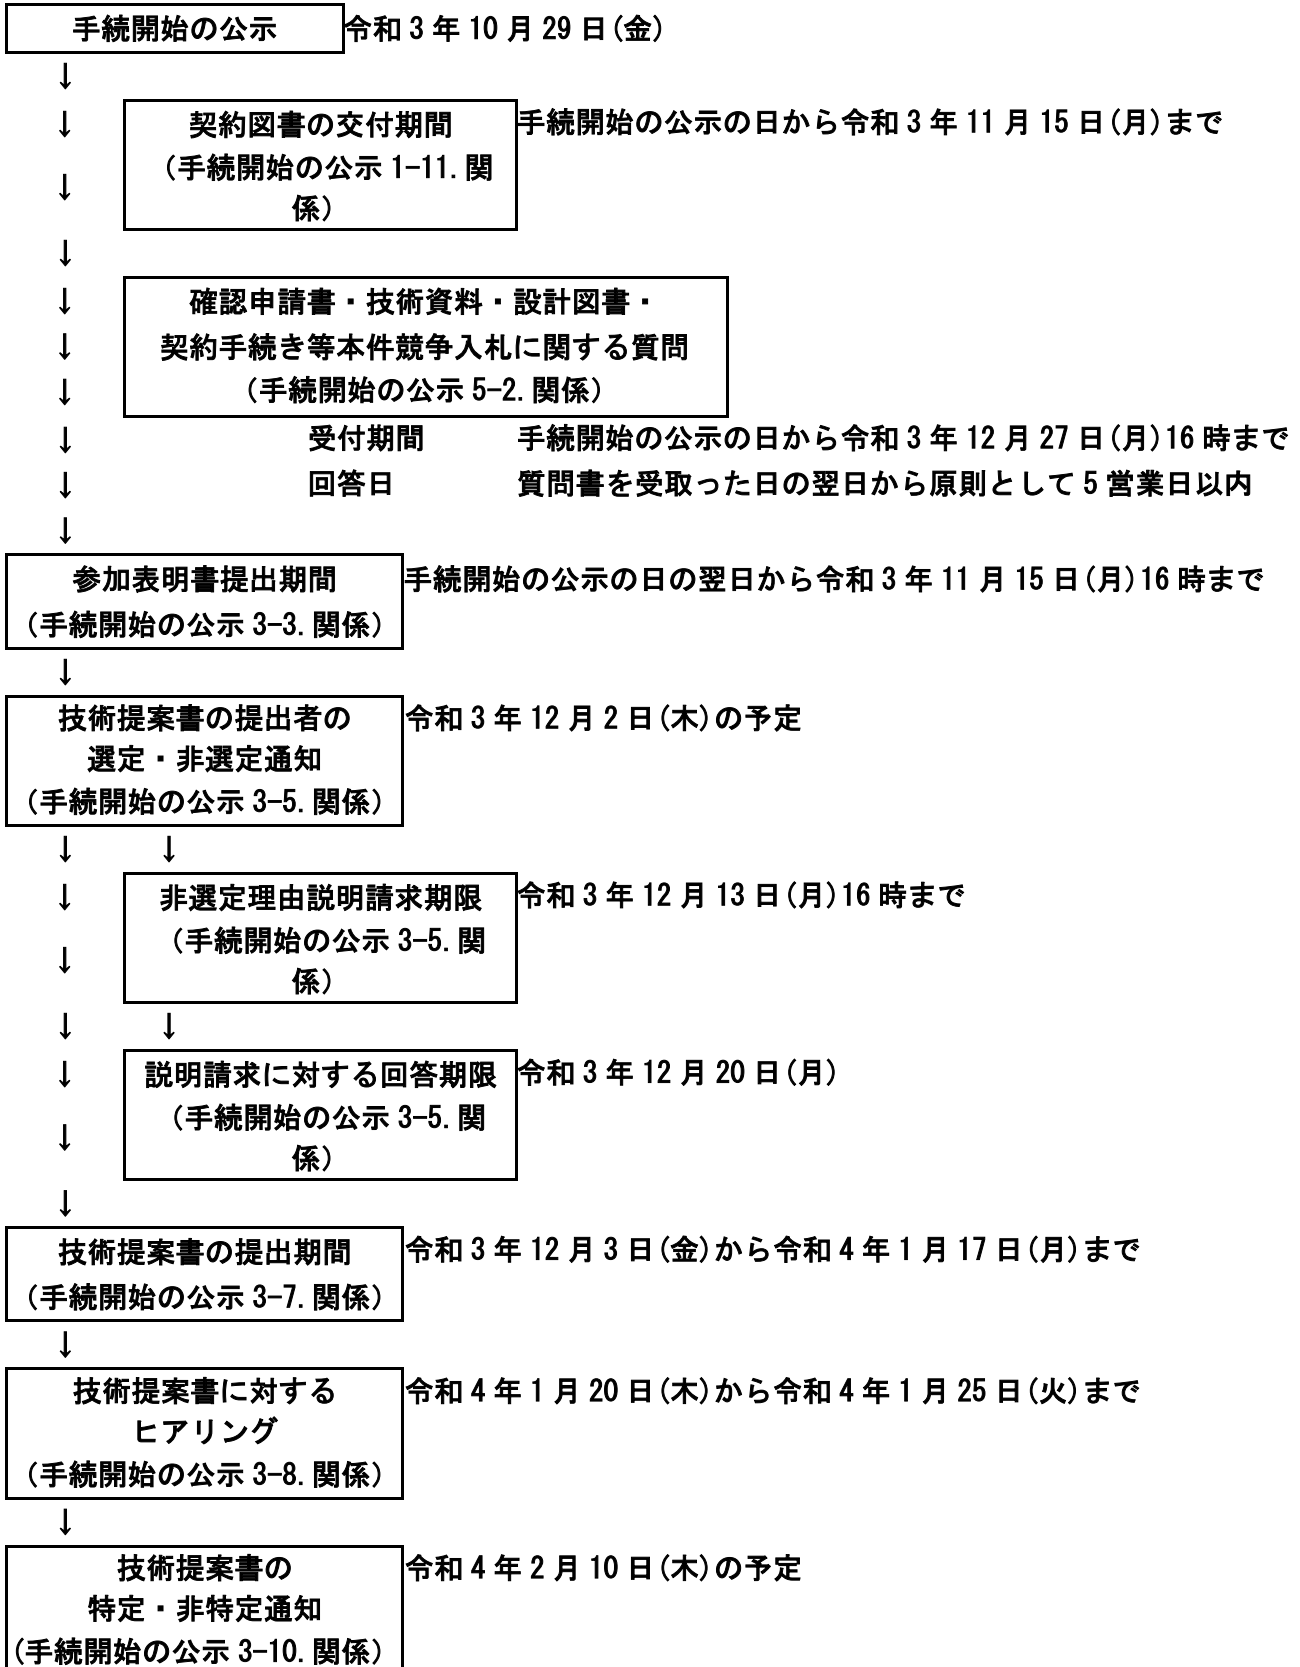 手続開始の公示 令和3年10月29日(金)
↓
↓ 契約図書の交付期間 手続開始の公示の日から令和3年11月15日(月)まで
(手続開始の公示1-11.関
↓
係)
↓
↓ 確認申請書・技術資料・設計図書・
↓ 契約手続き等本件競争入札に関する質問
↓ (手続開始の公示5-2.関係)
↓ 受付期間 手続開始の公示の日から令和3年12月27日(月)16時まで
↓ 回答日 質問書を受取った日の翌日から原則として5営業日以内
↓
参加表明書提出期間 手続開始の公示の日の翌日から令和3年11月15日(月)16時まで
(手続開始の公示3-3.関係)
↓
技術提案書の提出者の 令和3年12月2日(木)の予定
選定・非選定通知
(手続開始の公示3-5.関係)
↓ ↓
↓ 非選定理由説明請求期限 令和3年12月13日(月)16時まで
(手続開始の公示3-5.関
↓
係)
↓ ↓
↓ 説明請求に対する回答期限 令和3年12月20日(月)
(手続開始の公示3-5.関
↓
係)
↓
技術提案書の提出期間 令和3年12月3日(金)から令和4年1月17日(月)まで
(手続開始の公示3-7.関係)
↓
技術提案書に対する 令和4年1月20日(木)から令和4年1月25日(火)まで
ヒアリング
(手続開始の公示3-8.関係)
↓
技術提案書の 令和4年2月10日(木)の予定
特定・非特定通知
(手続開始の公示3-10.関係)